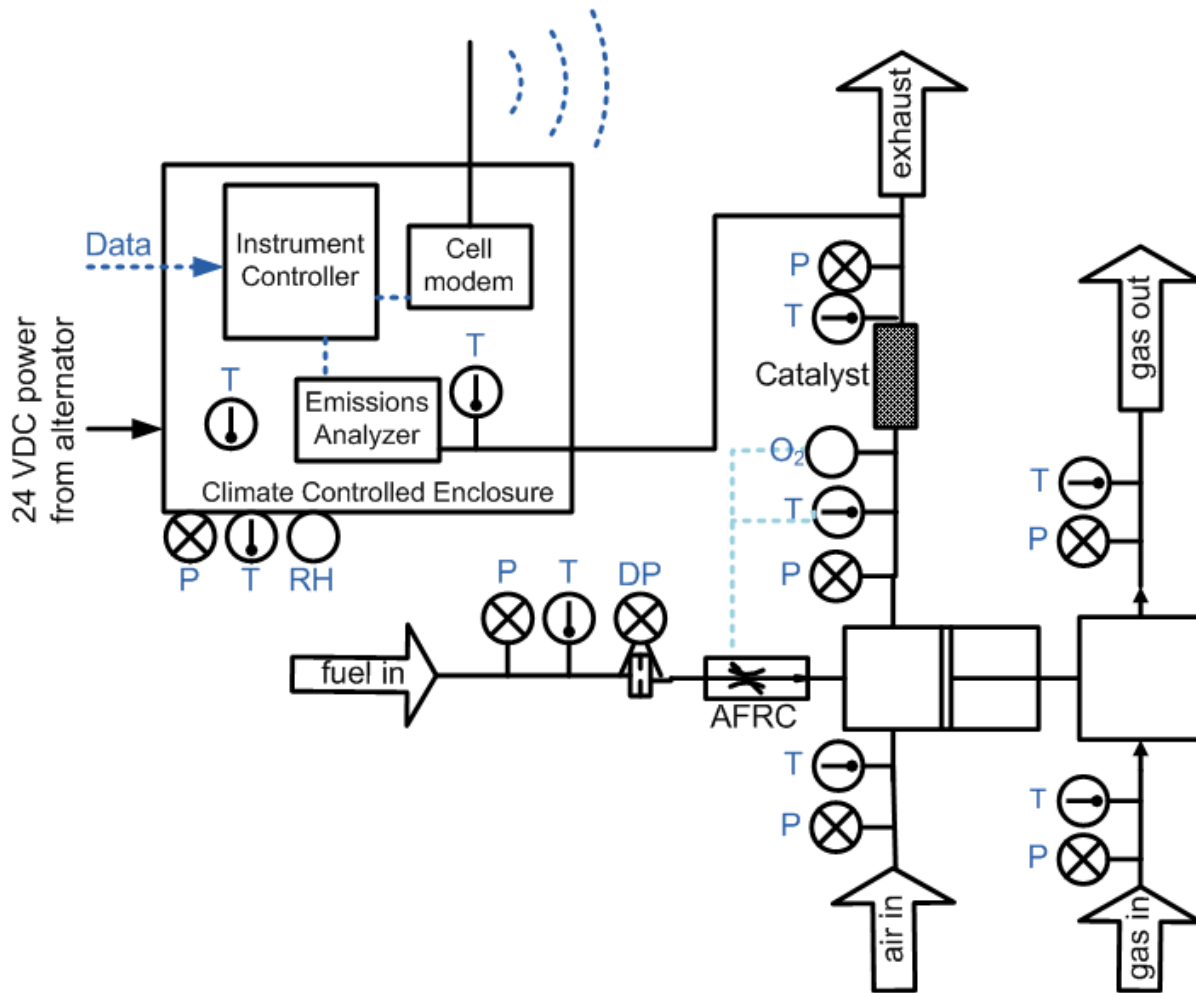 exhaust
Instrument
Controller
Cell
modem
Data
P
T
gas out
24 VDC power
from alternator
T
T
Catalyst
Emissions
Analyzer
O₂
Climate Controlled Enclosure
T
T
P
P
T
RH
P
P
T
DP
fuel in
AFRC
T
P
T
P
air in
gas in